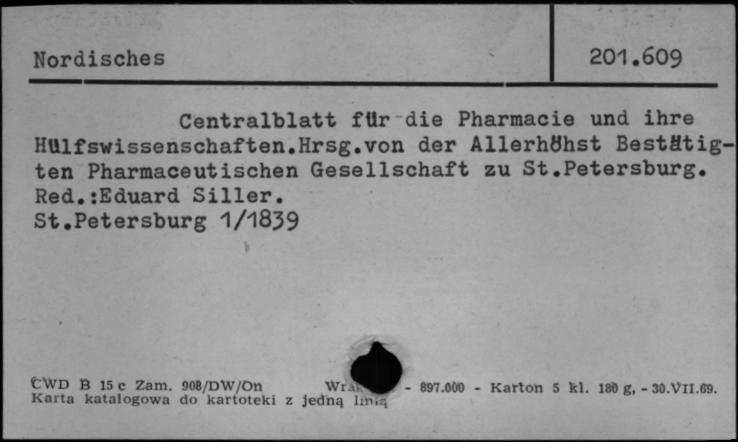 Nordisches
201.609
Centralblatt für die Pharmacie und ihre
Hülfswissenschaften.Hrsg.von der Allerhöhst Bestätig-
ten Pharmaceutischen Gesellschaft zu St.Petersburg.
Red.:Eduard Siller.
St.Petersburg 1/1839
CWD B 15 c Zam. 908/DW/On - 897.000 - Karton 5 kl. 180 g, - 30.VII.69.
Karta katalogowa do kartoteki z jedną linią